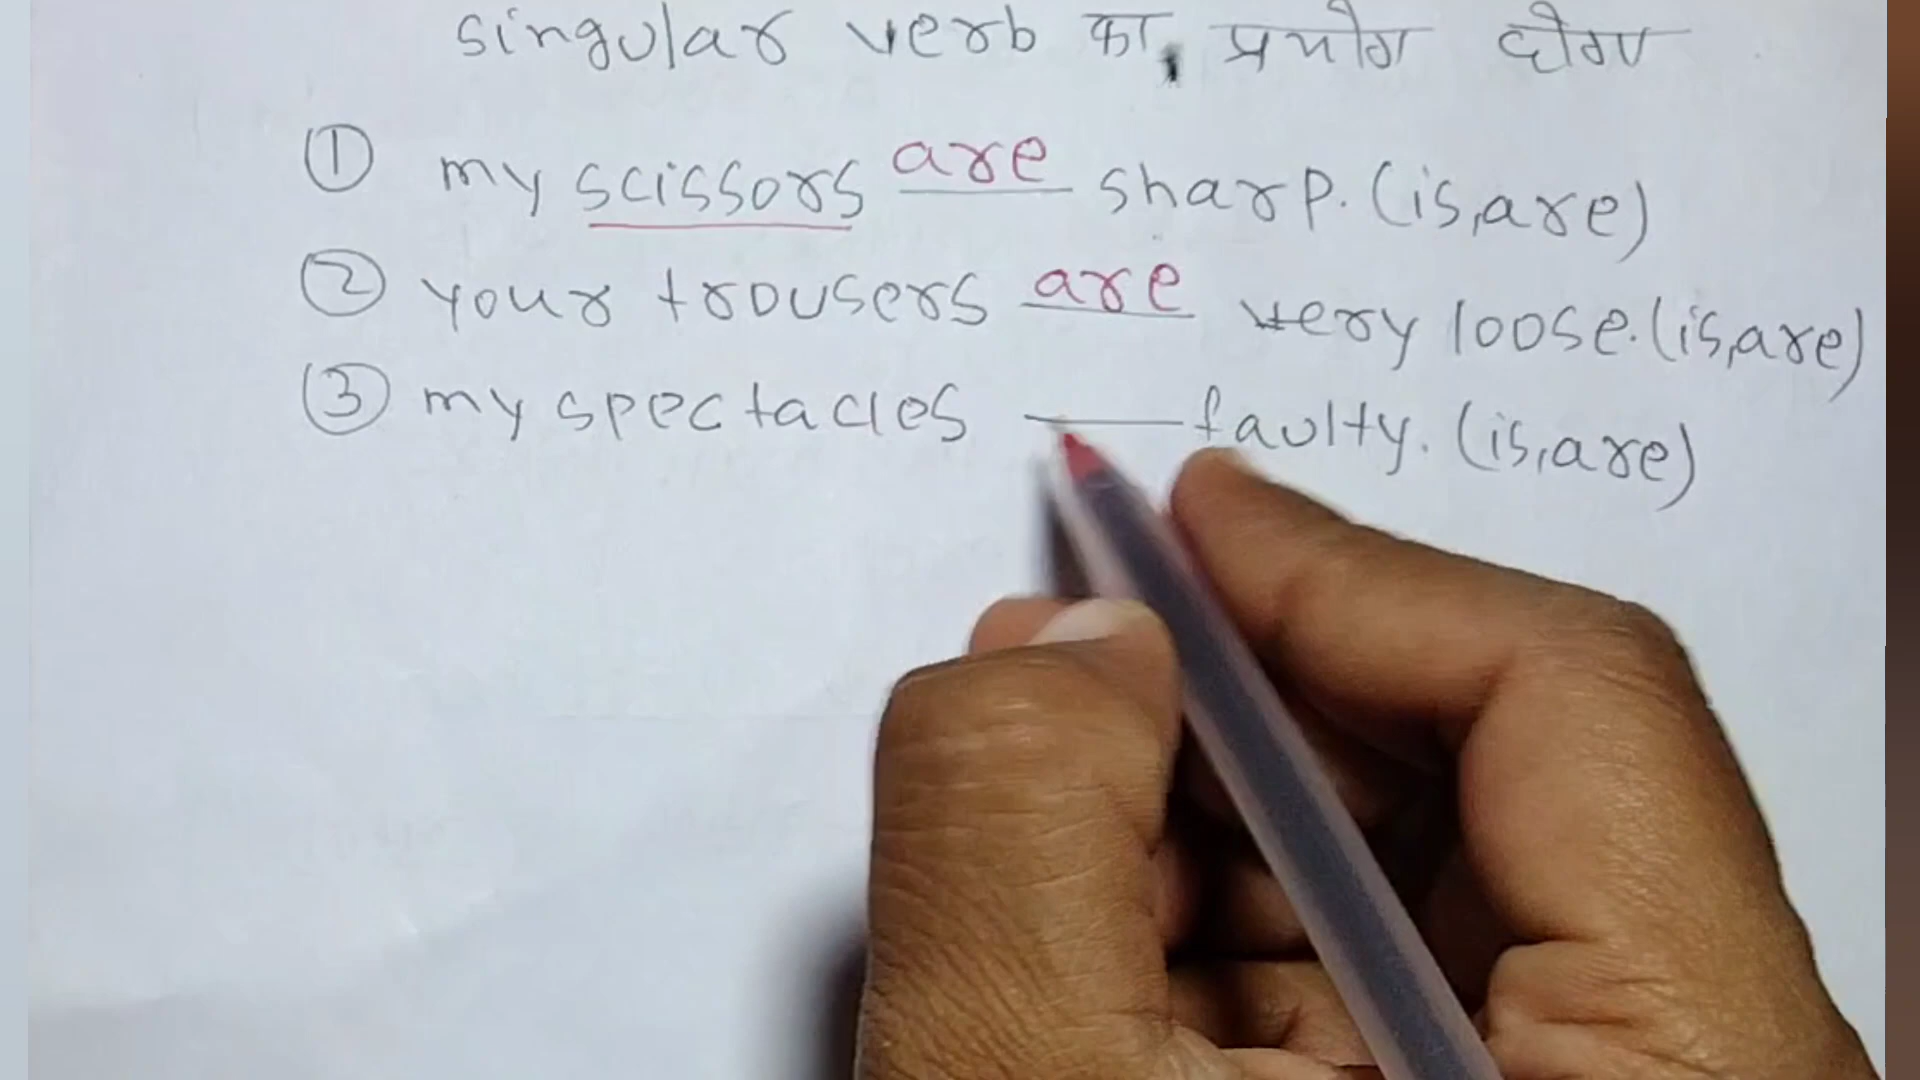 singular verb का, प्रयोग होगा
① my scissors are sharp. (is, are)
② your trousers are very loose. (is, are)
③ my spectacles ___ faulty. (is, are)